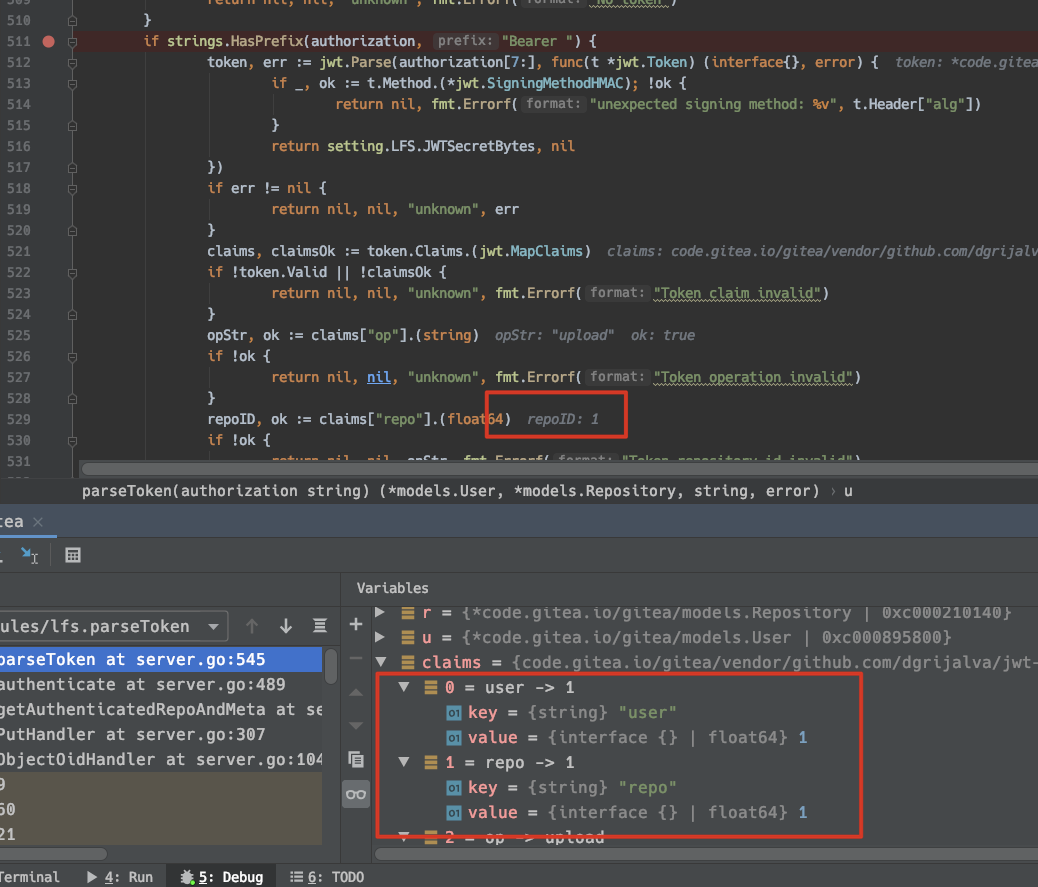 509 return nil, nil, "unknown", fmt.Errorf( format: "No token")
510 }
511 if strings.HasPrefix(authorization, prefix: "Bearer ") {
512 token, err := jwt.Parse(authorization[7:], func(t *jwt.Token) (interface{}, error) { token: *code.gitea
513 if _, ok := t.Method.(*jwt.SigningMethodHMAC); !ok {
514 return nil, fmt.Errorf( format: "unexpected signing method: %v", t.Header["alg"])
515 }
516 return setting.LFS.JWTSecretBytes, nil
517 })
518 if err != nil {
519 return nil, nil, "unknown", err
520 }
521 claims, claimsOk := token.Claims.(jwt.MapClaims) claims: code.gitea.io/gitea/vendor/github.com/dgrijalv
522 if !token.Valid || !claimsOk {
523 return nil, nil, "unknown", fmt.Errorf( format: "Token claim invalid")
524 }
525 opStr, ok := claims["op"].(string) opStr: "upload" ok: true
526 if !ok {
527 return nil, nil, "unknown", fmt.Errorf( format: "Token operation invalid")
528 }
529 repoID, ok := claims["repo"].(float64) repoID: 1
530 if !ok {
531 return nil, nil, opStr, fmt.Errorf( format: "Token repository id invalid")
parseToken(authorization string) (*models.User, *models.Repository, string, error) › u
tea ×
Variables
ules/lfs.parseToken
parseToken at server.go:545
authenticate at server.go:489
getAuthenticatedRepoAndMeta at se
PutHandler at server.go:307
ObjectOidHandler at server.go:104
9
50
21
r = {*code.gitea.io/gitea/models.Repository | 0xc000210140}
u = {*code.gitea.io/gitea/models.User | 0xc000895800}
claims = {code.gitea.io/gitea/vendor/github.com/dgrijalva/jwt-
0 = user -> 1
key = {string} "user"
value = {interface {} | float64} 1
1 = repo -> 1
key = {string} "repo"
value = {interface {} | float64} 1
2 = op -> upload
Terminal 4: Run 5: Debug 6: TODO